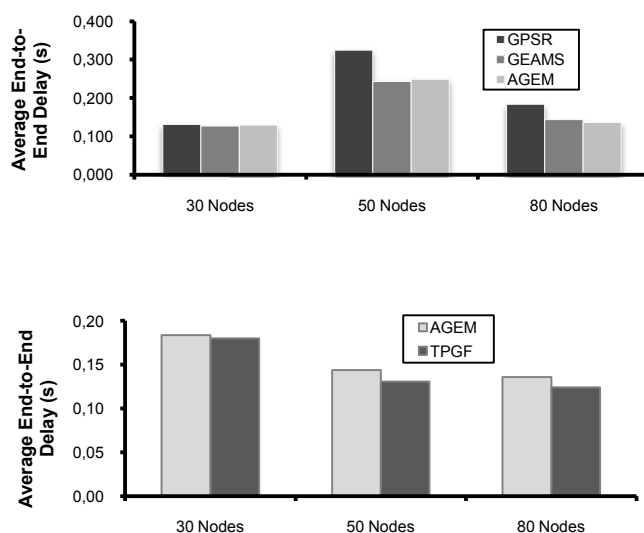 Average End-to-
End Delay (s)
0,400
0,300
0,200
0,100
0,000
GPSR
GEAMS
AGEM
30 Nodes
50 Nodes
80 Nodes
Average End-to-End
Delay (s)
0,20
0,15
0,10
0,05
0,00
AGEM
TPGF
30 Nodes
50 Nodes
80 Nodes